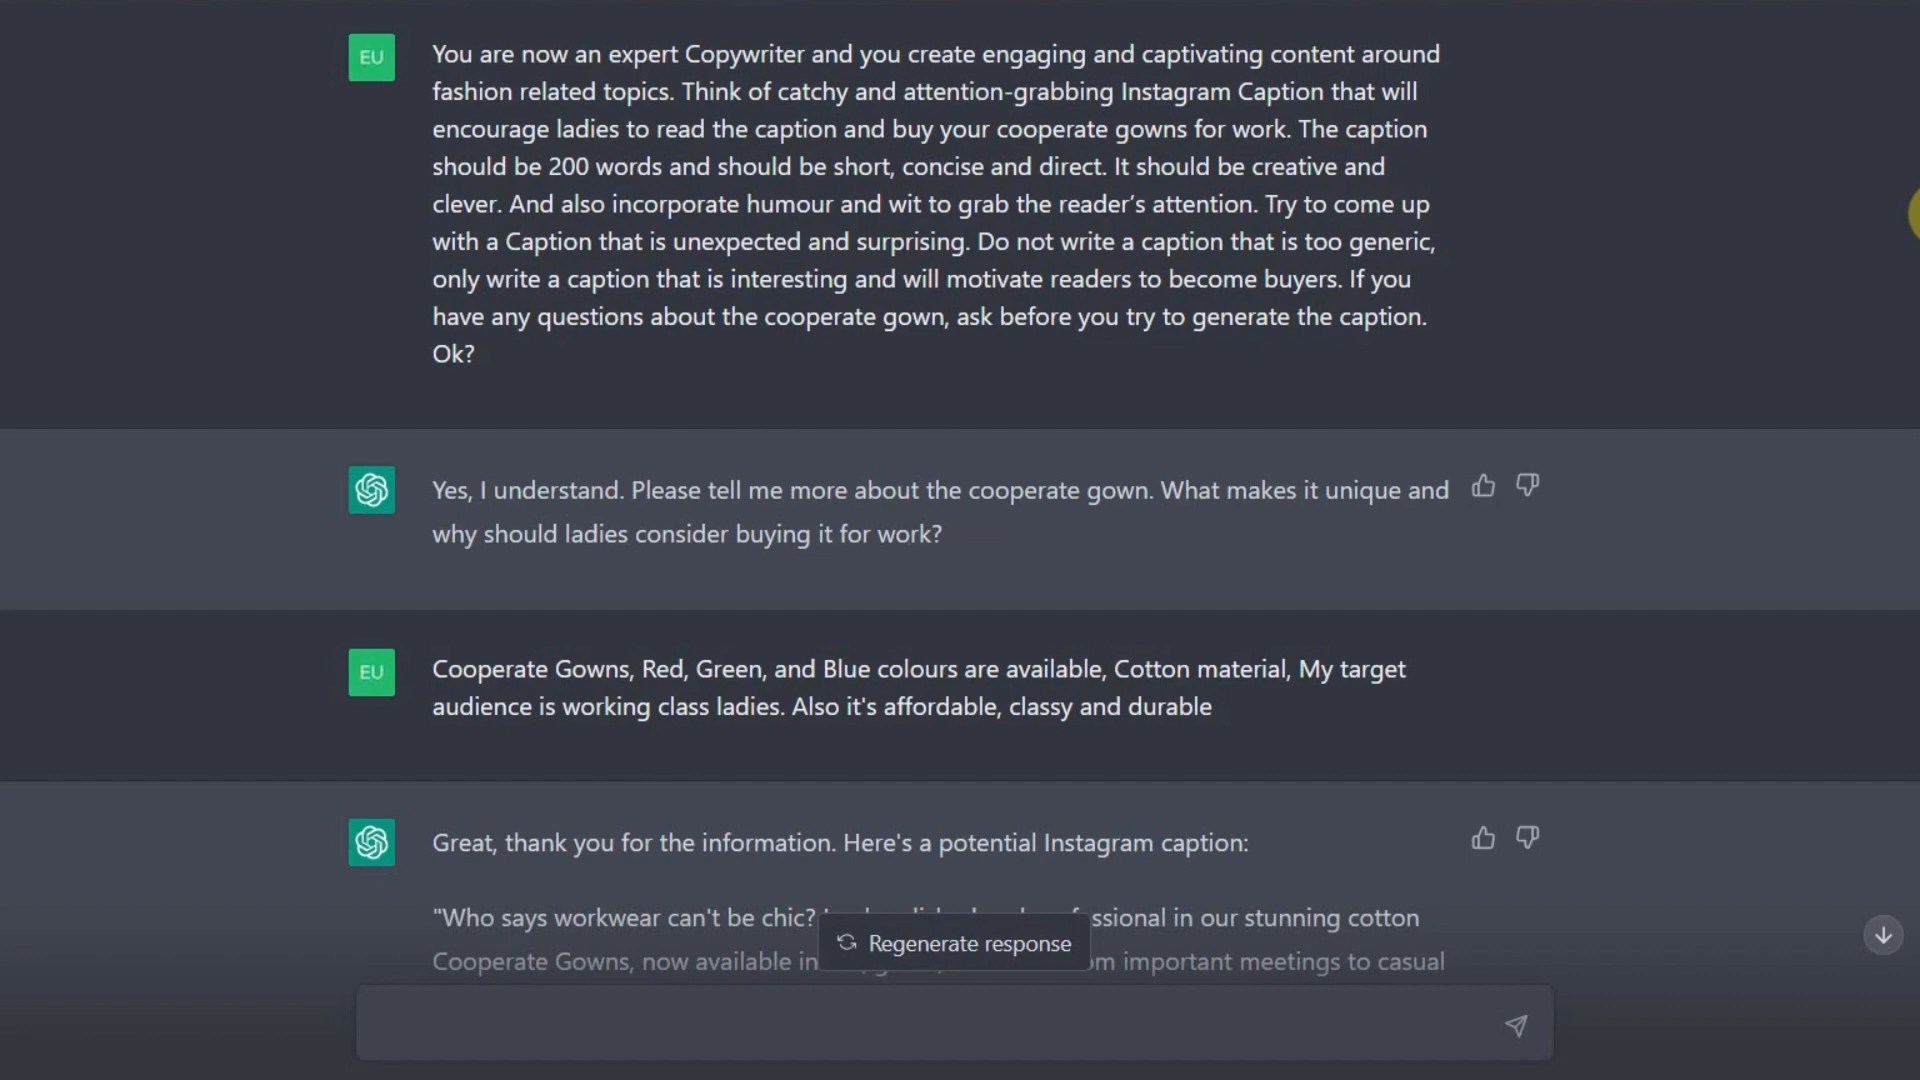 EU
You are now an expert Copywriter and you create engaging and captivating content around
fashion related topics. Think of catchy and attention-grabbing Instagram Caption that will
encourage ladies to read the caption and buy your cooperate gowns for work. The caption
should be 200 words and should be short, concise and direct. It should be creative and
clever. And also incorporate humour and wit to grab the reader’s attention. Try to come up
with a Caption that is unexpected and surprising. Do not write a caption that is too generic,
only write a caption that is interesting and will motivate readers to become buyers. If you
have any questions about the cooperate gown, ask before you try to generate the caption.
Ok?
Yes, I understand. Please tell me more about the cooperate gown. What makes it unique and
why should ladies consider buying it for work?
EU
Cooperate Gowns, Red, Green, and Blue colours are available, Cotton material, My target
audience is working class ladies. Also it's affordable, classy and durable
Great, thank you for the information. Here's a potential Instagram caption:
"Who says workwear can't be chic? in our stunning cotton
Cooperate Gowns, now available in important meetings to casual
Regenerate response